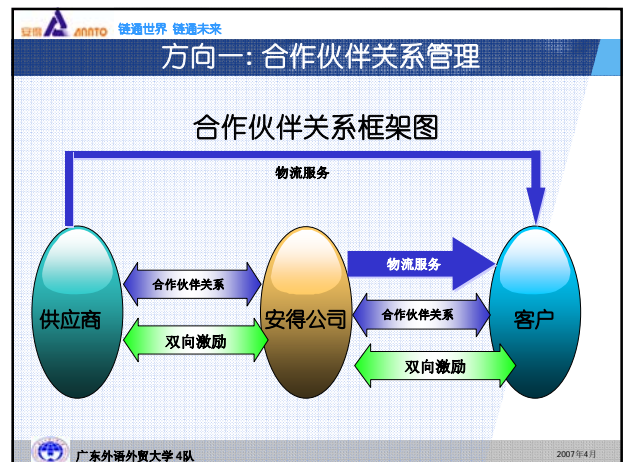 安得 ANNTO 链通世界 链通未来
方向一：合作伙伴关系管理
合作伙伴关系框架图
物流服务
物流服务
合作伙伴关系
合作伙伴关系
供应商
安得公司
客户
双向激励
双向激励
广东外语外贸大学 4队
2007年4月